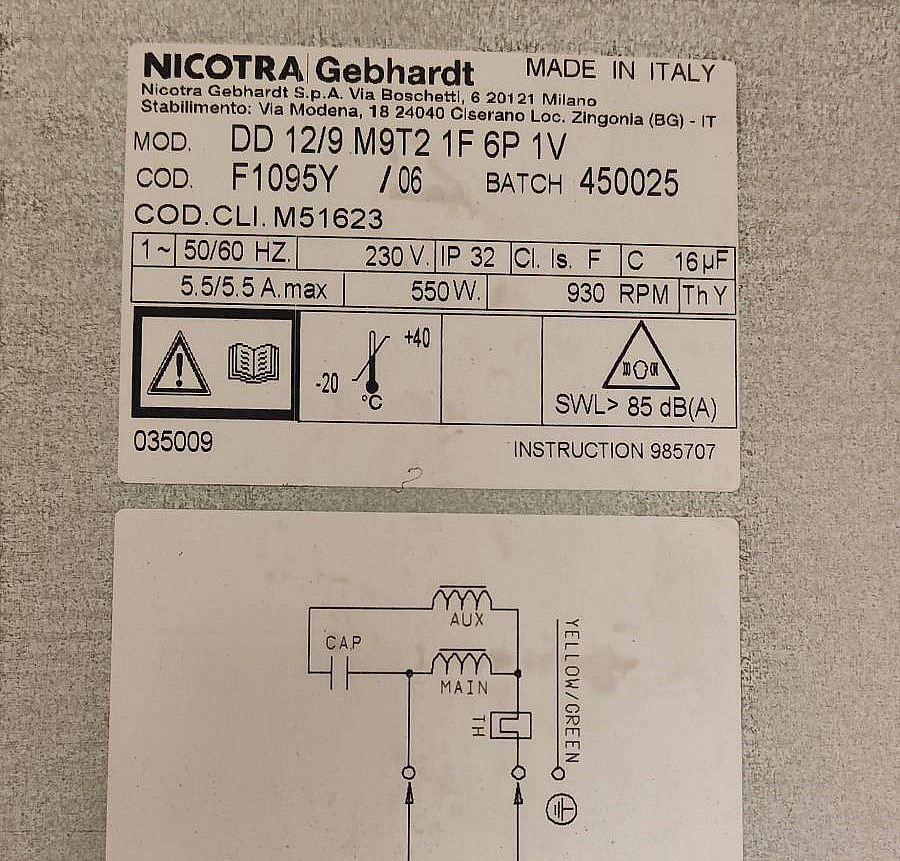 NICOTRA Gebhardt MADE IN ITALY
Nicotra Gebhardt S.p.A. Via Boschetti, 6 20121 Milano
Stabilimento: Via Modena, 18 24040 Ciserano Loc. Zingonia (BG) - IT
MOD. DD 12/9 M9T2 1F 6P 1V
COD. F1095Y /06 BATCH 450025
COD.CLI. M51623
1~ 50/60 HZ. 230 V. IP 32 Cl. Is. F C 16µF
5.5/5.5 A.max 550W. 930 RPM Th Y
+40
-20
°C
SWL> 85 dB(A)
035009 INSTRUCTION 985707
AUX
CAP
MAIN
TH
YELLOW/GREEN